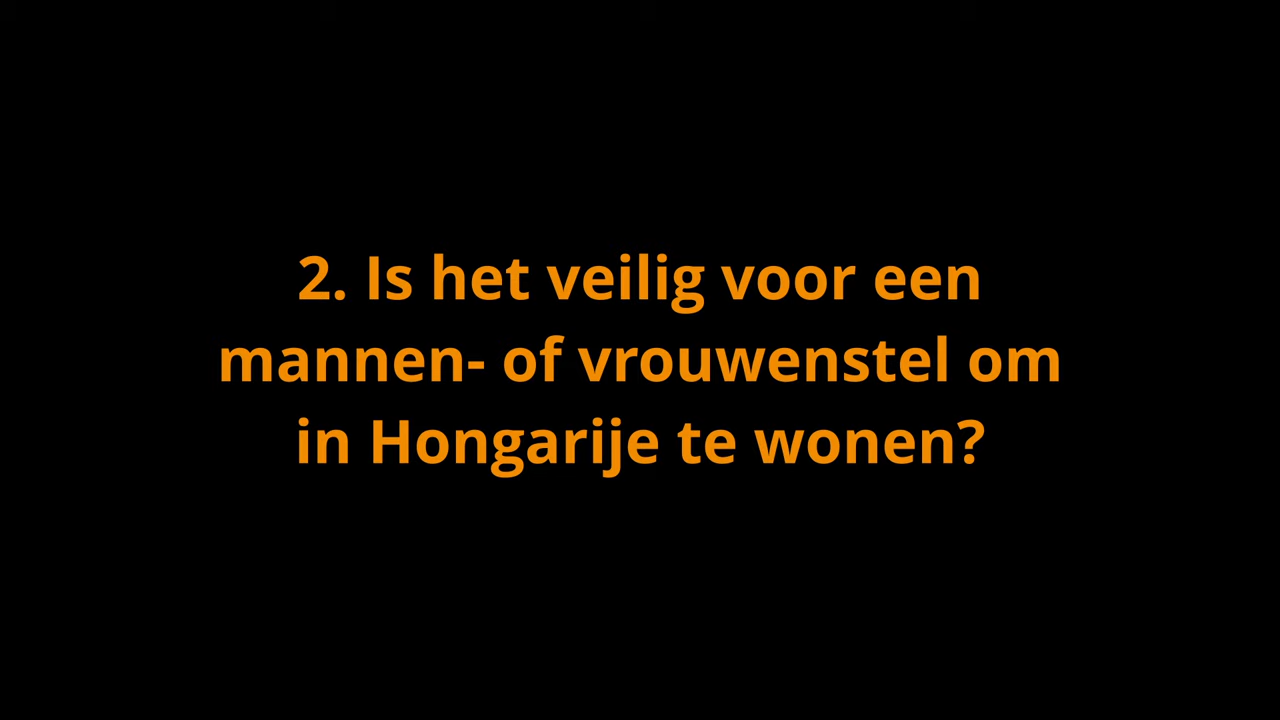 2. Is het veilig voor een
mannen- of vrouwenstel om
in Hongarije te wonen?